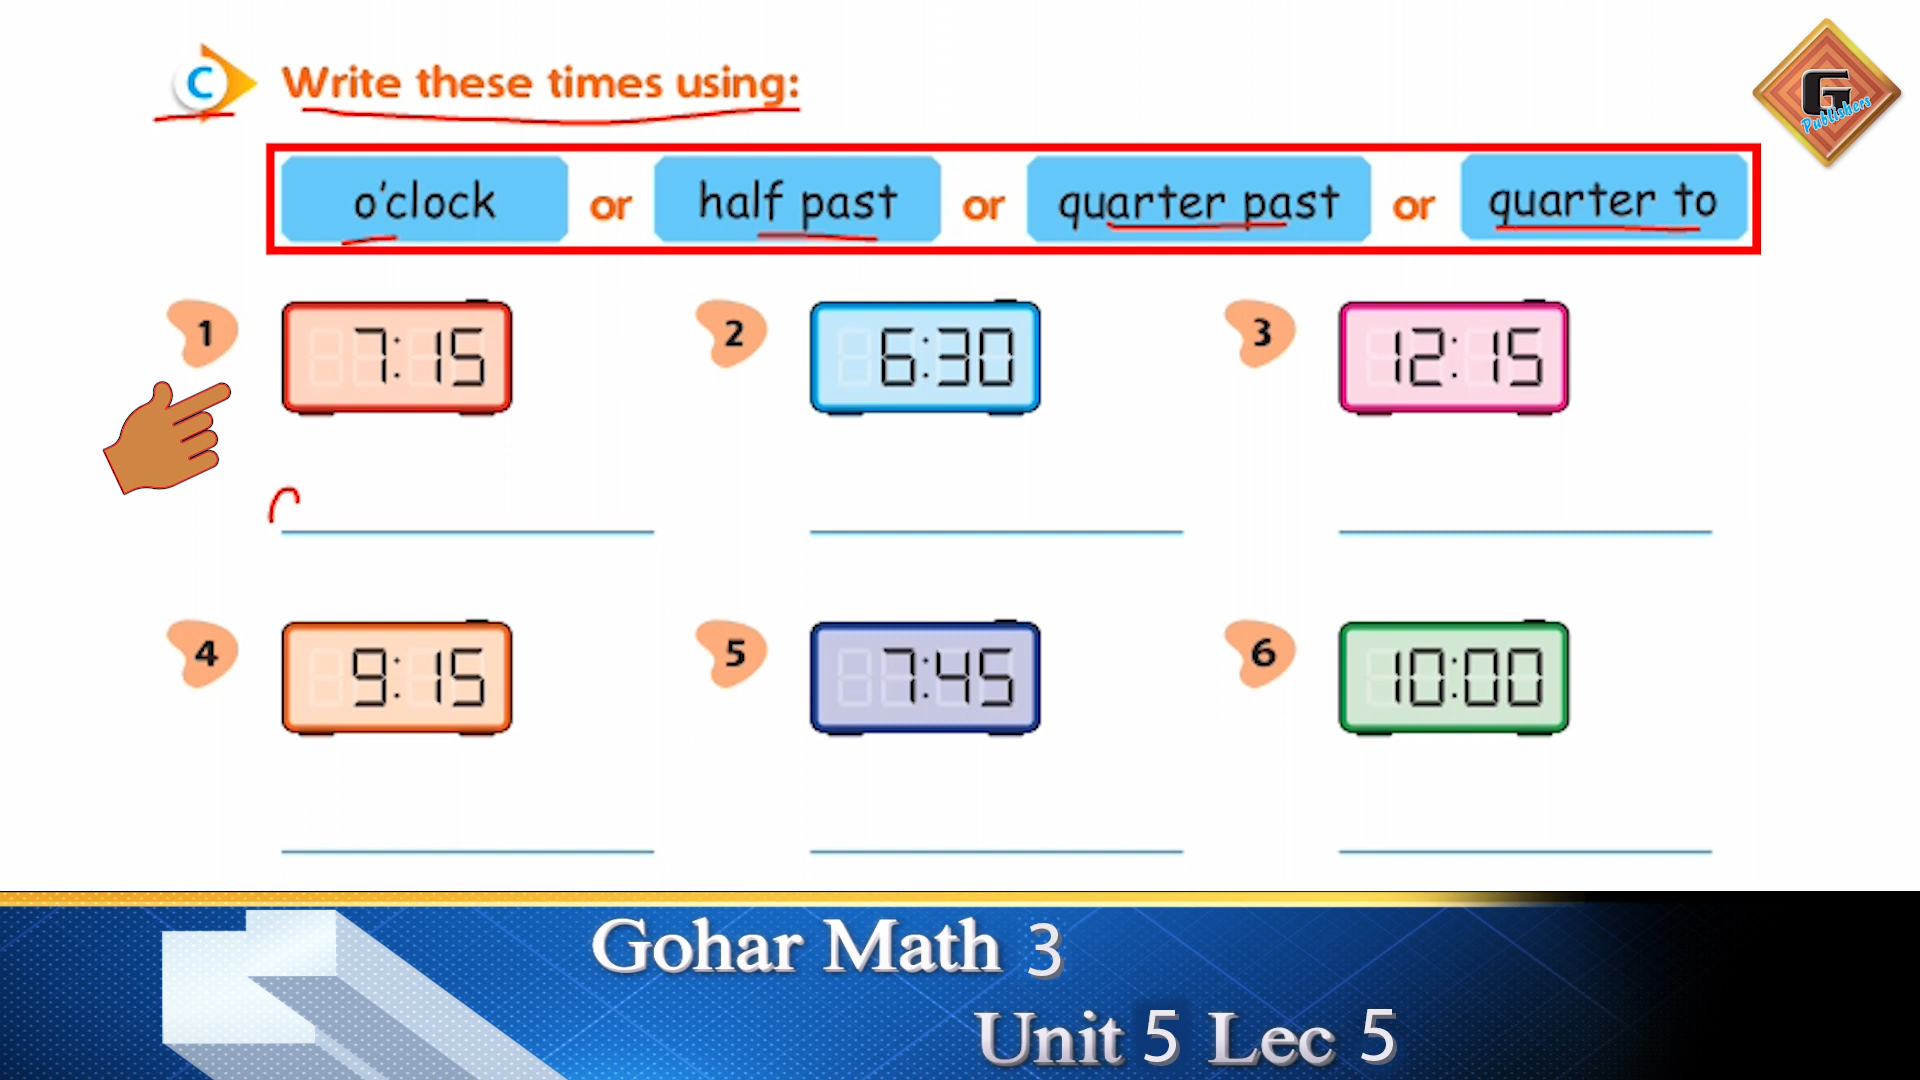 C Write these times using:
o'clock or half past or quarter past or quarter to
1 7:15 2 6:30 3 12:15
4 9:15 5 7:45 6 10:00
G Publishers
Gohar Math 3
Unit 5 Lec 5